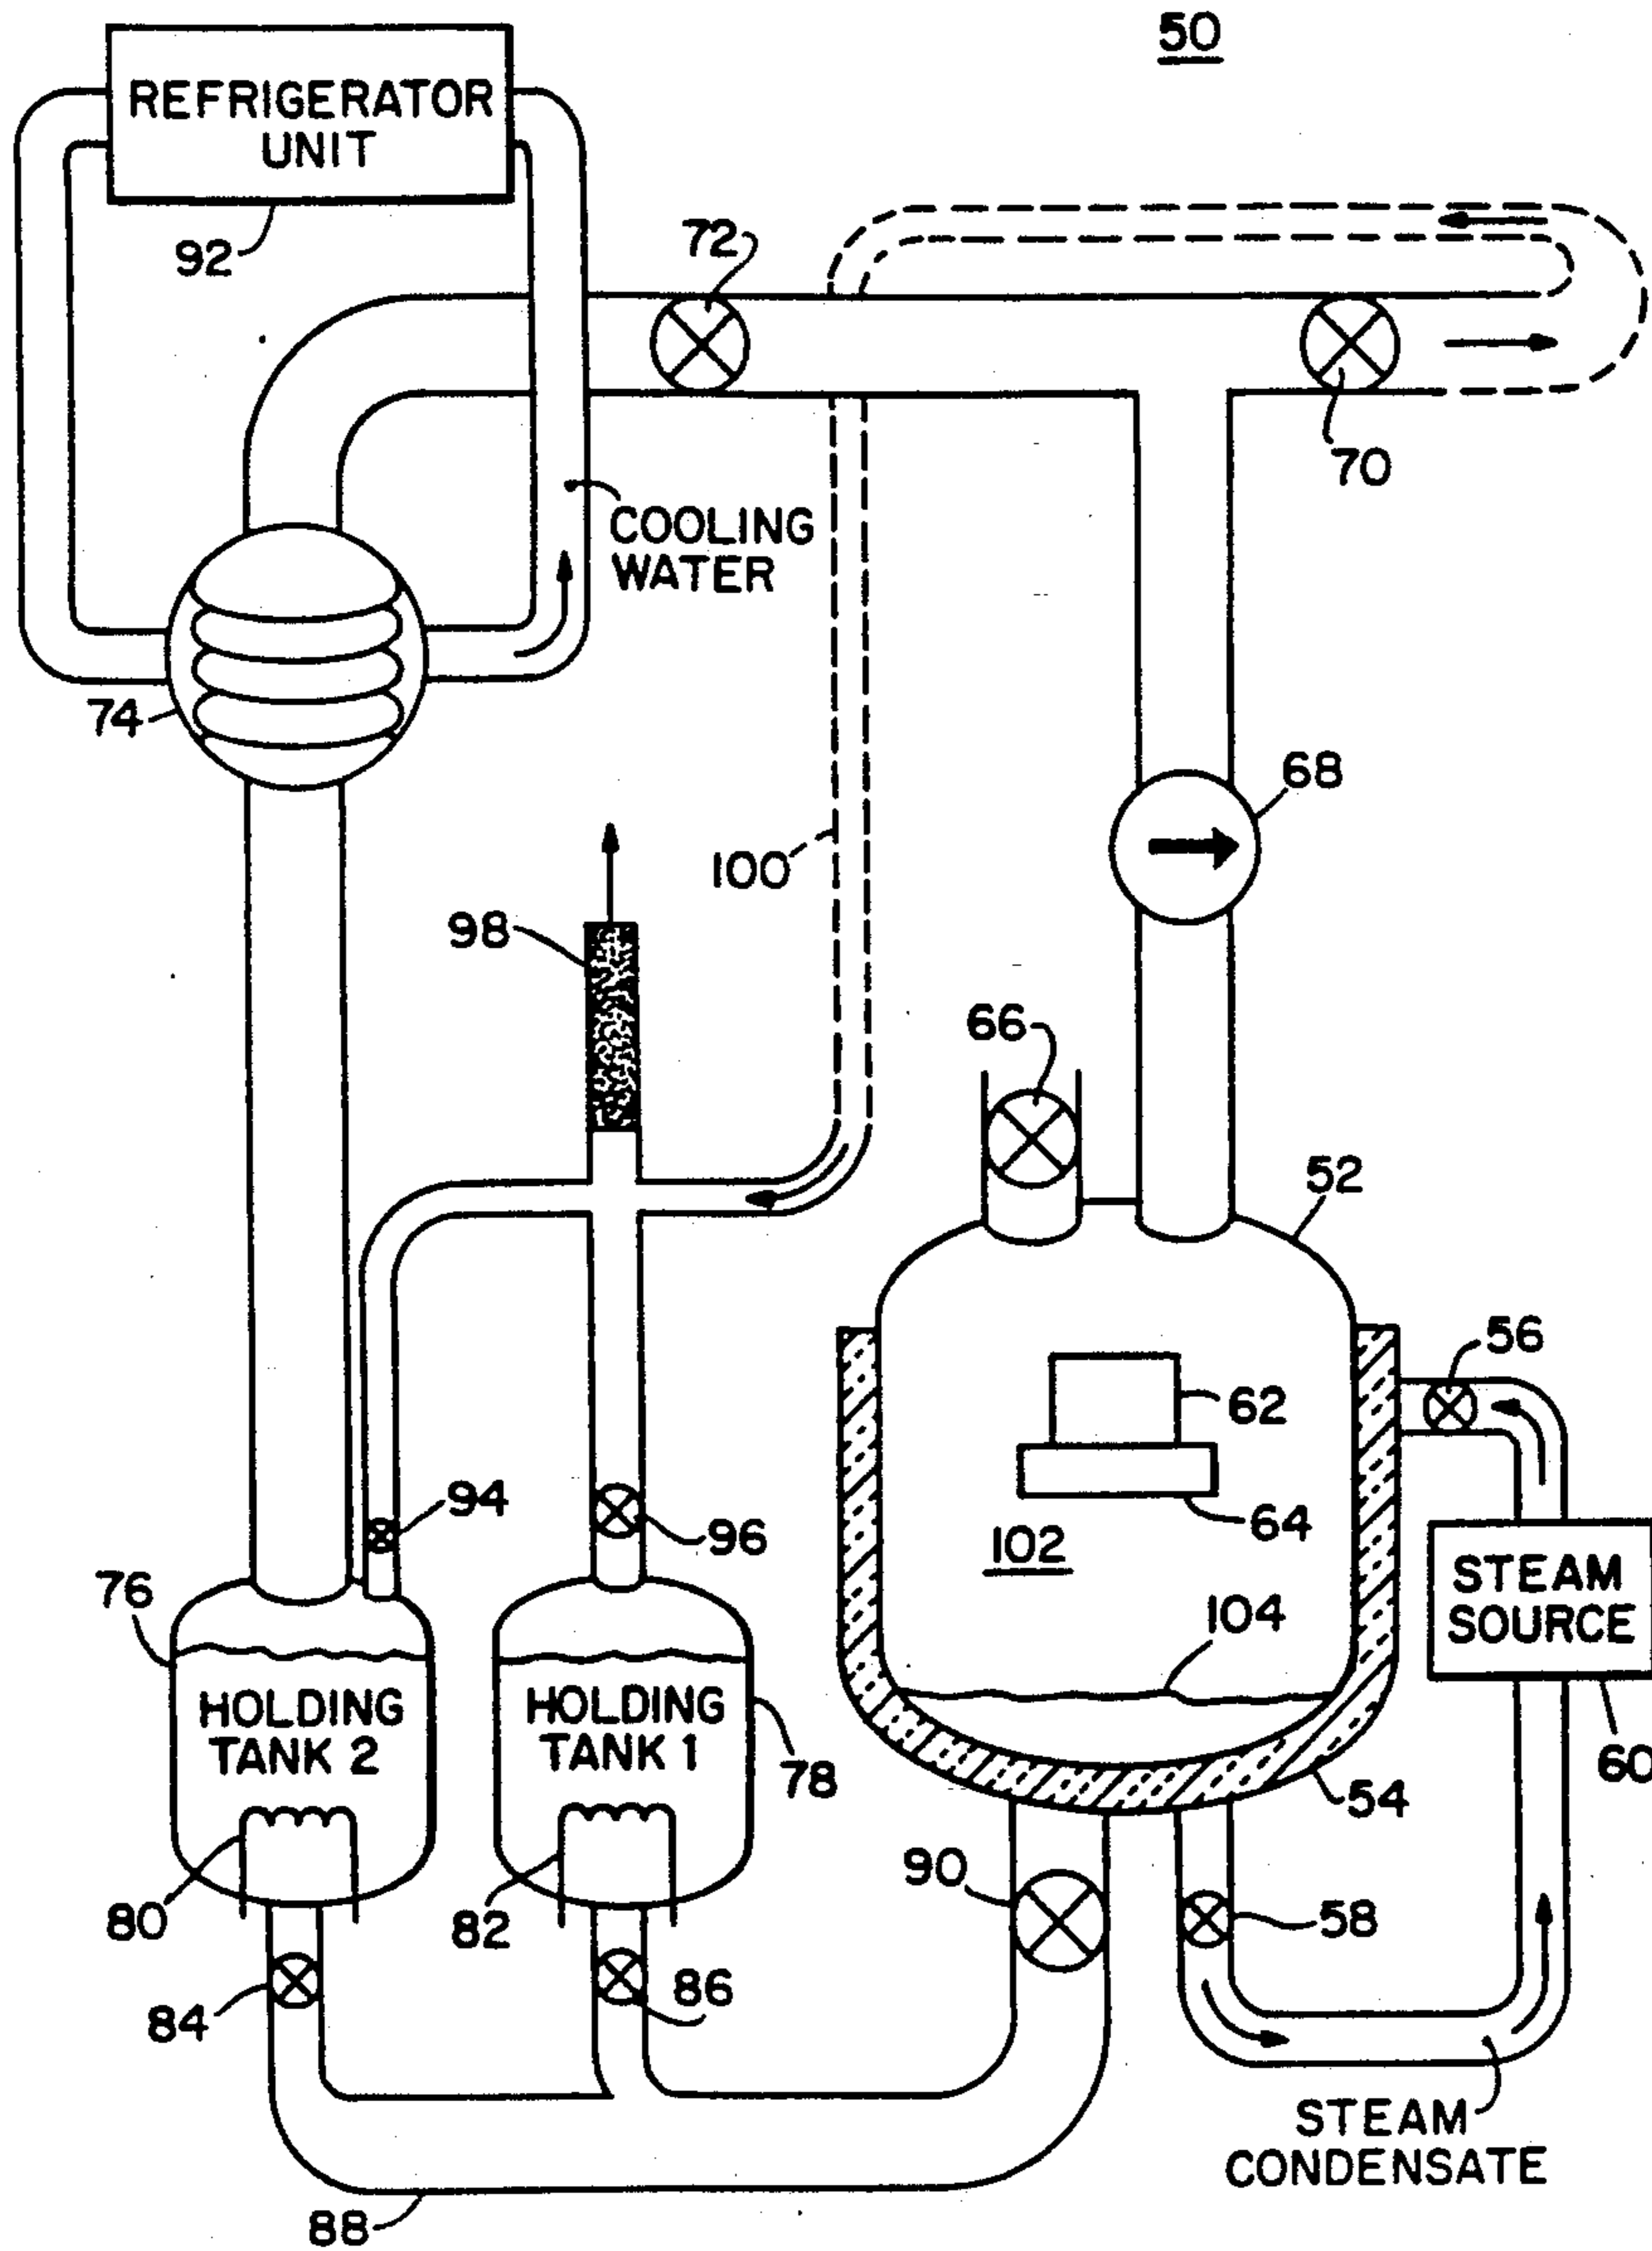 50
REFRIGERATOR
UNIT
92
72
70
COOLING
WATER
74
68
100
98
66
52
56
62
94
96
64
102
76
104
STEAM
SOURCE
HOLDING
TANK 2
HOLDING
TANK 1
78
60
54
90
80
82
58
84
86
STEAM
CONDENSATE
88